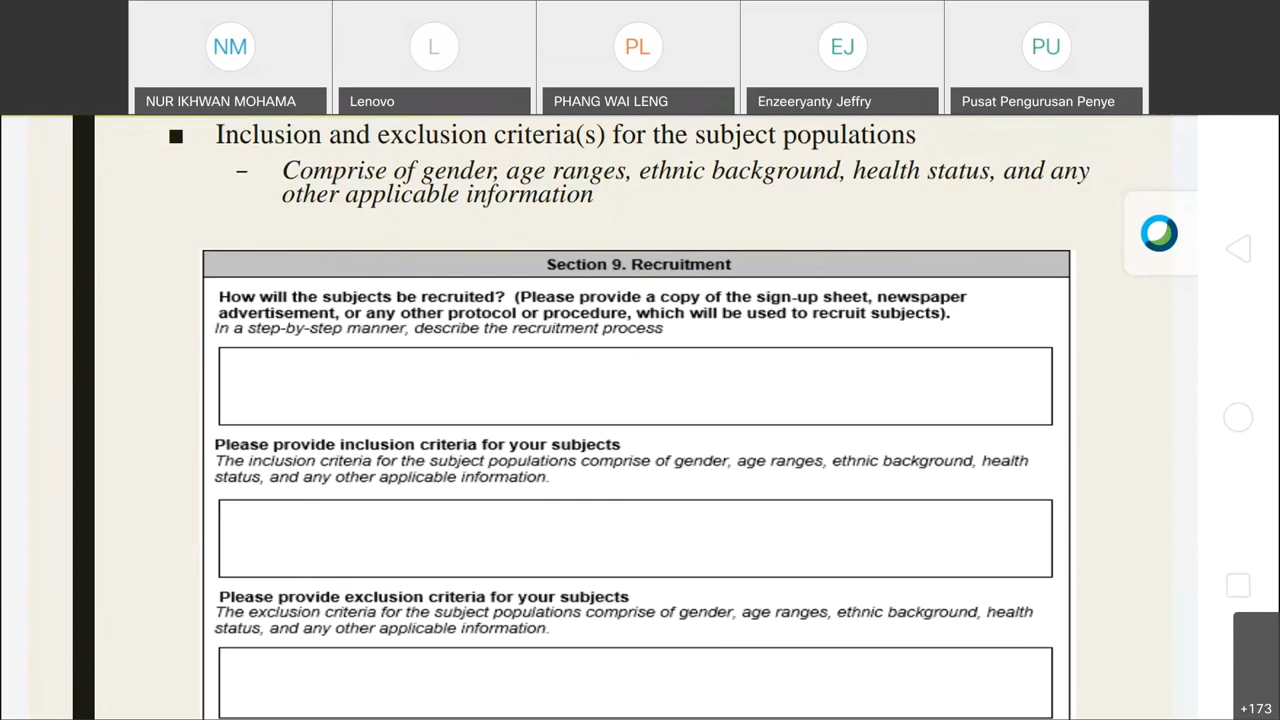 NM
L
PL
EJ
PU
NUR IKHWAN MOHAMA
Lenovo
PHANG WAI LENG
Enzeeryanty Jeffry
Pusat Pengurusan Penye
■ Inclusion and exclusion criteria(s) for the subject populations
– Comprise of gender, age ranges, ethnic background, health status, and any
other applicable information
Section 9. Recruitment
How will the subjects be recruited? (Please provide a copy of the sign-up sheet, newspaper
advertisement, or any other protocol or procedure, which will be used to recruit subjects).
In a step-by-step manner, describe the recruitment process
Please provide inclusion criteria for your subjects
The inclusion criteria for the subject populations comprise of gender, age ranges, ethnic background, health
status, and any other applicable information.
Please provide exclusion criteria for your subjects
The exclusion criteria for the subject populations comprise of gender, age ranges, ethnic background, health
status, and any other applicable information.
+173